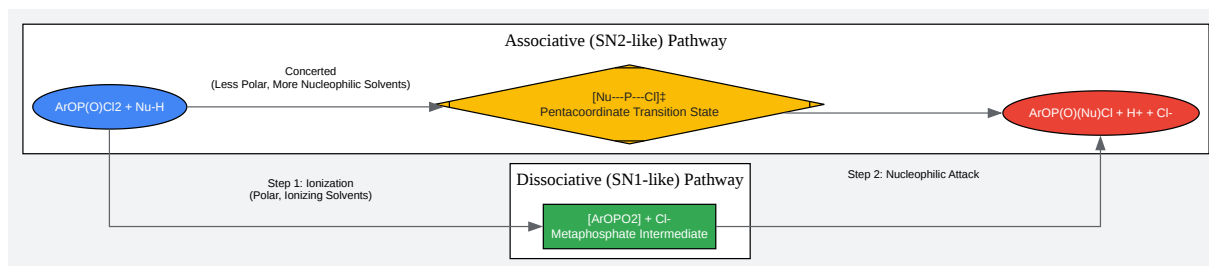 Associative (SN2-like) Pathway
Concerted
(Less Polar, More Nucleophilic Solvents)
ArOP(O)Cl2 + Nu-H
[Nu---P---Cl]‡
Pentacoordinate Transition State
ArOP(O)(Nu)Cl + H+ + Cl-
Dissociative (SN1-like) Pathway
Step 1: Ionization
(Polar, Ionizing Solvents)
Step 2: Nucleophilic Attack
[ArOPO2] + Cl-
Metaphosphate Intermediate